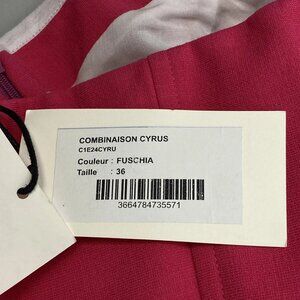 COMBINAISON CYRUS
C1E24CYRU
Couleur : FUSCHIA
Taille : 36
3664784735571